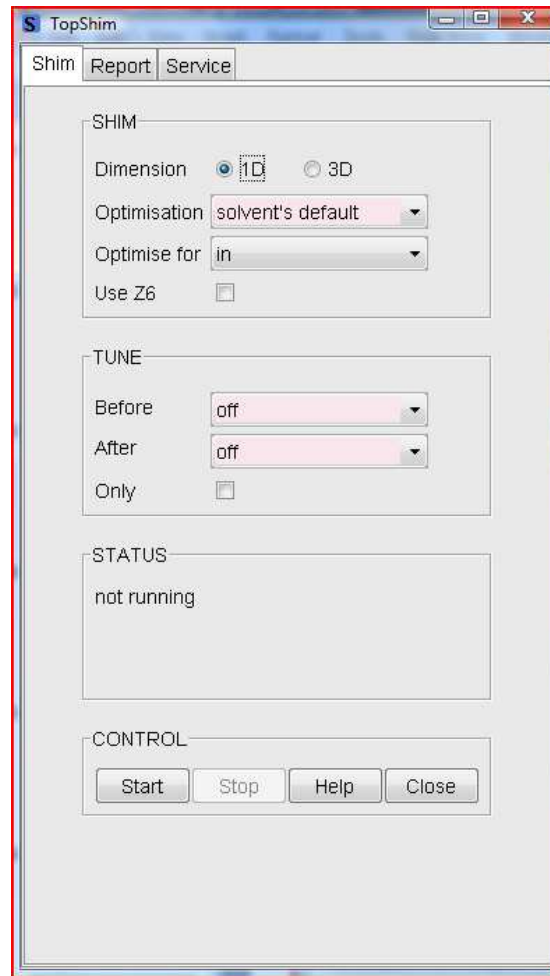 TopShim
Shim Report Service
SHIM
Dimension 1D 3D
Optimisation solvent's default
Optimise for in
Use Z6
TUNE
Before off
After off
Only
STATUS
not running
CONTROL
Start Stop Help Close